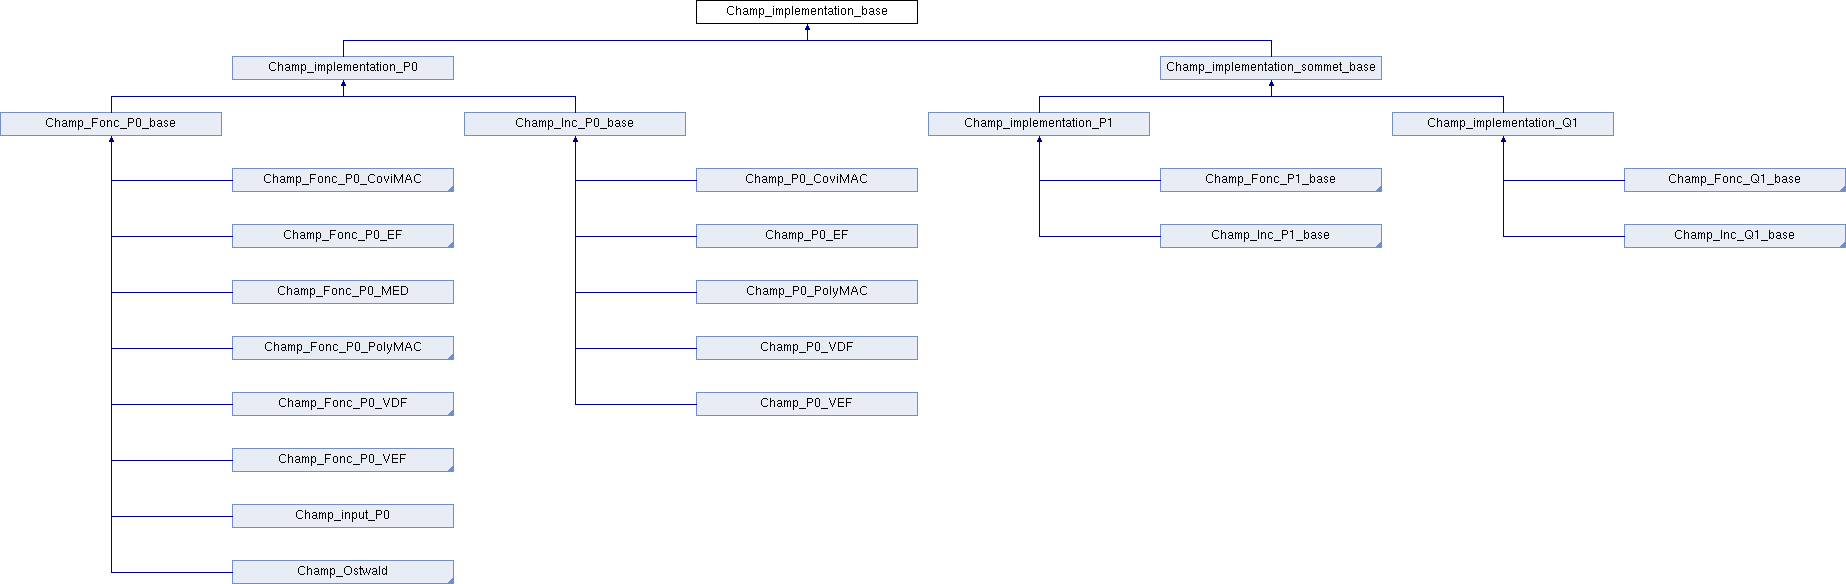 Champ_implementation_base
Champ_implementation_P0
Champ_implementation_sommet_base
Champ_Fonc_P0_base
Champ_Inc_P0_base
Champ_implementation_P1
Champ_implementation_Q1
Champ_Fonc_P0_CoviMAC
Champ_P0_CoviMAC
Champ_Fonc_P1_base
Champ_Fonc_Q1_base
Champ_Fonc_P0_EF
Champ_P0_EF
Champ_Inc_P1_base
Champ_Inc_Q1_base
Champ_Fonc_P0_MED
Champ_P0_PolyMAC
Champ_Fonc_P0_PolyMAC
Champ_P0_VDF
Champ_Fonc_P0_VDF
Champ_P0_VEF
Champ_Fonc_P0_VEF
Champ_input_P0
Champ_Ostwald